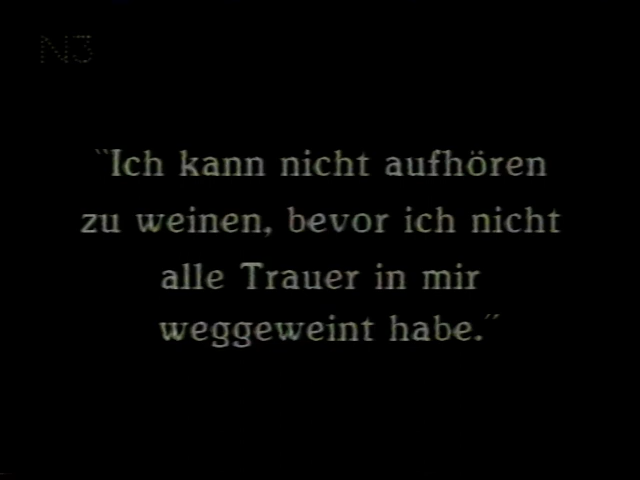 N3
"Ich kann nicht aufhören
zu weinen, bevor ich nicht
alle Trauer in mir
weggeweint habe."